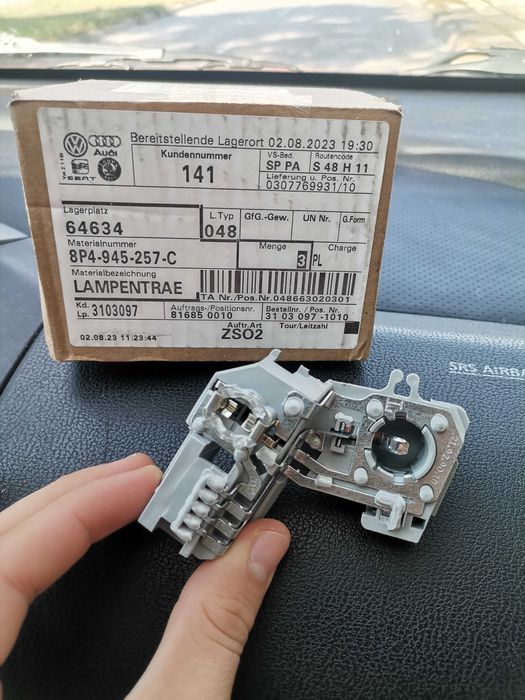 Audi
SEAT
Bereitstellende Lagerort 02.08.2023 19:30
Kundennummer
141
VS-Bed.
SP PA
Routencode
S 48 H 11
Lieferung u. Pos. Nr.
0307769931/10
Lagerplatz
64634
L.Typ
048
GfG.-Gew.
UN Nr.
G.Form
Materialnummer
8P4-945-257-C
Menge
3 PL
Charge
Materialbezeichnung
LAMPENTRAE
TA Nr./Pos.Nr.048663020301
Kd.
Lp. 3103097
Auftrags-/Positionsnr.
81685 0010
Bestellnr. / Pos.Nr.
31 03 097 -1010
02.08.23 11:23:44
Auftr.Art
ZSO2
Tour/Leitzahl
SRS AIRBA